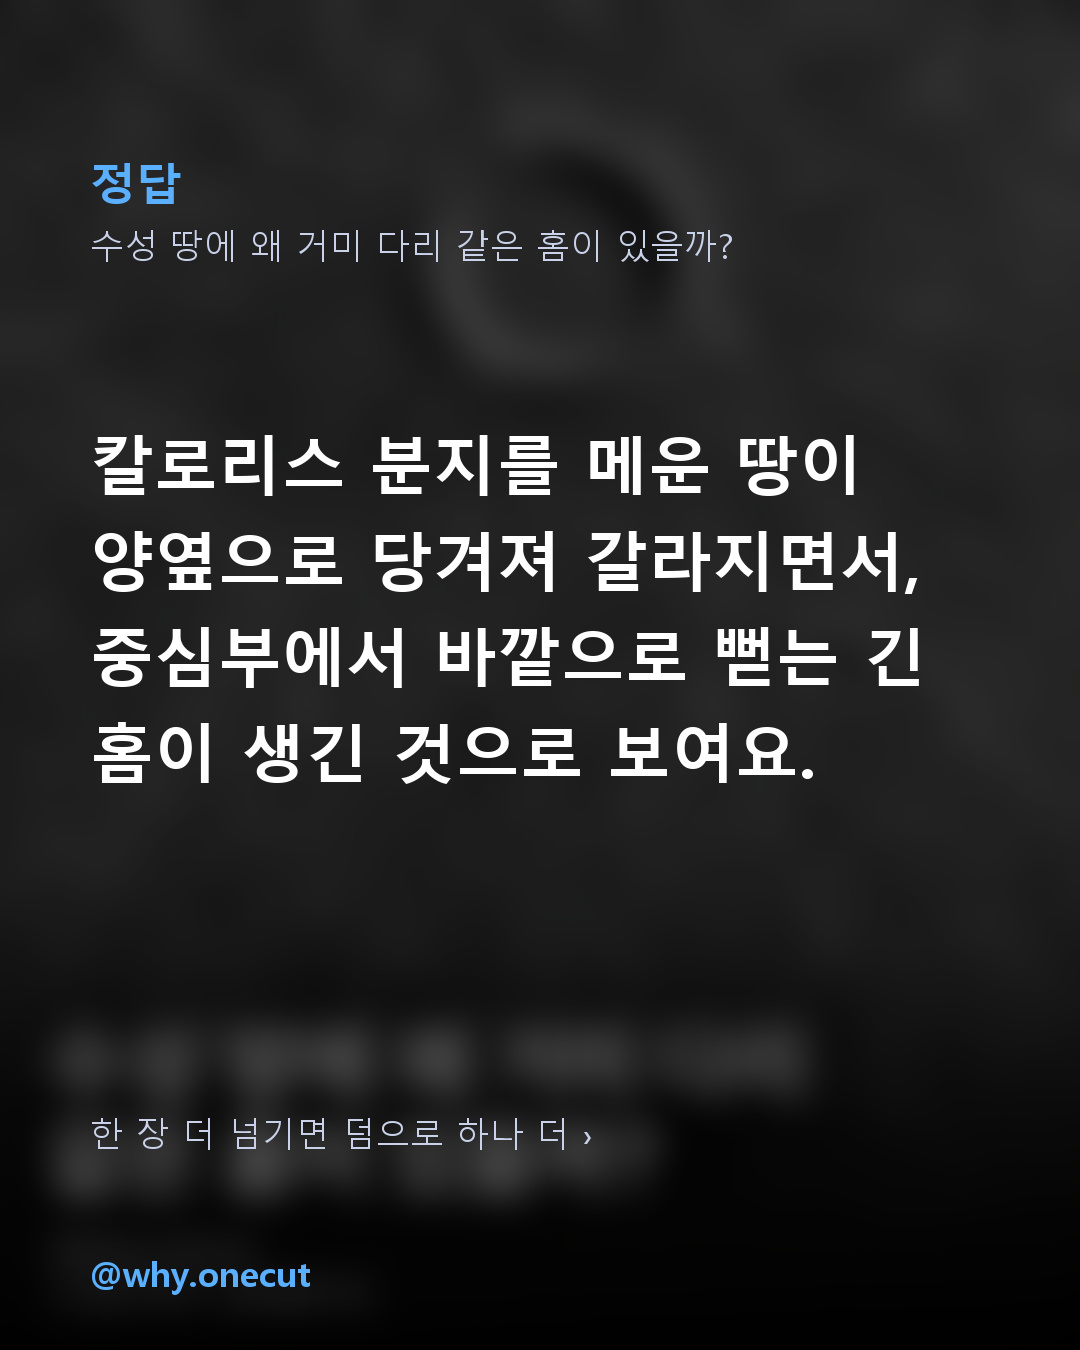 정답
수성 땅에 왜 거미 다리 같은 홈이 있을까?
칼로리스 분지를 메운 땅이
양옆으로 당겨져 갈라지면서,
중심부에서 바깥으로 뻗는 긴
홈이 생긴 것으로 보여요.
한 장 더 넘기면 덤으로 하나 더 ›
@why.onecut